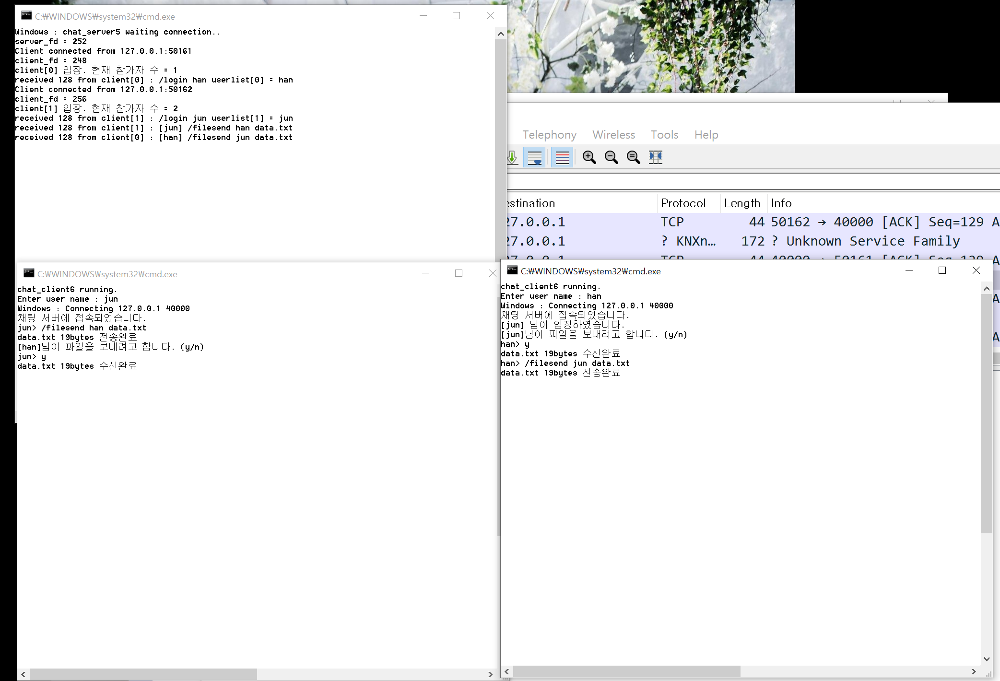 C:₩WINDOWS₩system32₩cmd.exe
Windows : chat_server5 waiting connection..
server_fd = 252
Client connected from 127.0.0.1:50161
client_fd = 248
client[0] 입장. 현재 참가자 수 = 1
received 128 from client[0] : /login han userlist[0] = han
Client connected from 127.0.0.1:50162
client_fd = 256
client[1] 입장. 현재 참가자 수 = 2
received 128 from client[1] : /login jun userlist[1] = jun
received 128 from client[1] : [jun] /filesend han data.txt
received 128 from client[0] : [han] /filesend jun data.txt
Telephony Wireless Tools Help
estination Protocol Length Info
27.0.0.1 TCP 44 50162 → 40000 [ACK] Seq=129 A
27.0.0.1 ? KNXn… 172 ? Unknown Service Family
27.0.0.1 TCP 44 40000 → 50161 [ACK] Seq=129 A
A
A
C:₩WINDOWS₩system32₩cmd.exe
chat_client6 running.
Enter user name : jun
Windows : Connecting 127.0.0.1 40000
채팅 서버에 접속되었습니다.
jun> /filesend han data.txt
data.txt 19bytes 전송완료
[han]님이 파일을 보내려고 합니다. (y/n)
jun> y
data.txt 19bytes 수신완료
C:₩WINDOWS₩system32₩cmd.exe
chat_client6 running.
Enter user name : han
Windows : Connecting 127.0.0.1 40000
채팅 서버에 접속되었습니다.
[jun] 님이 입장하였습니다.
[jun]님이 파일을 보내려고 합니다. (y/n)
han> y
data.txt 19bytes 수신완료
han> /filesend jun data.txt
data.txt 19bytes 전송완료